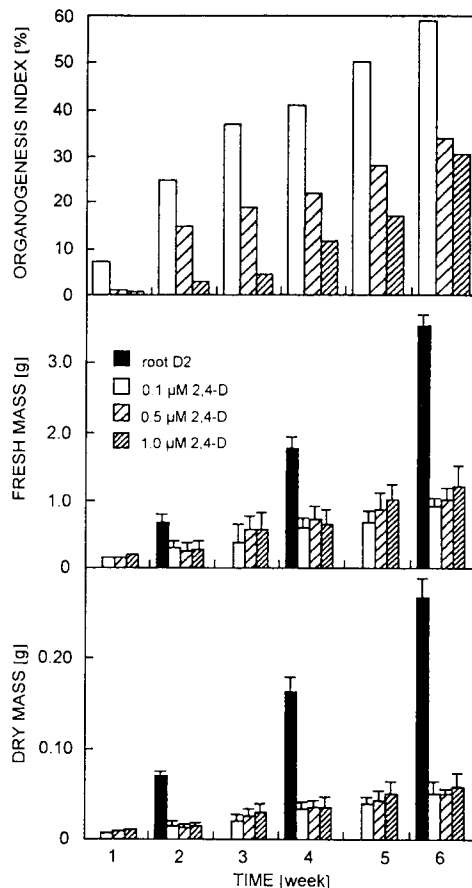 ORGANOGENESIS INDEX [%]
60
50
40
30
20
10
0
FRESH MASS [g]
3.0
2.0
1.0
0
root D2
0.1 µM 2,4-D
0.5 µM 2,4-D
1.0 µM 2,4-D
DRY MASS [g]
0.20
0.10
0.050
0
1 2 3 4 5 6
TIME [week]